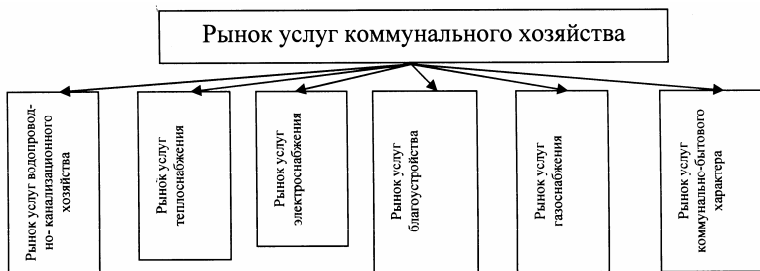 Рынок услуг коммунального хозяйства
Рынок услуг водопровод-
но- канализационного
хозяйства
Рынок услуг
теплоснабжения
Рынок услуг
электроснабжения
Рынок услуг
благоустройства
Рынок услуг
газоснабжения
Рынок услуг
коммунально-бытового
характера